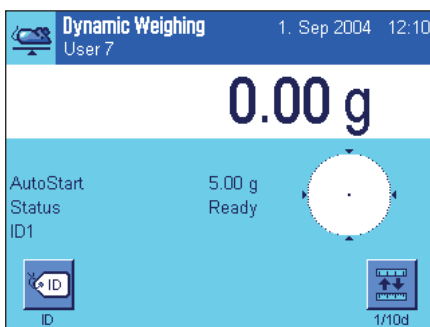 Dynamic Weighing 1. Sep 2004 12:10
User 7
0.00 g
AutoStart 5.00 g
Status Ready
ID1
ID
ID 1/10d